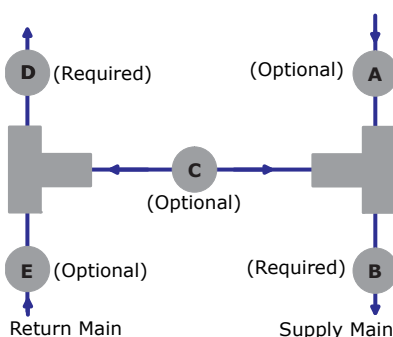 D (Required)
(Optional) A
C
(Optional)
E (Optional)
(Required) B
Return Main
Supply Main